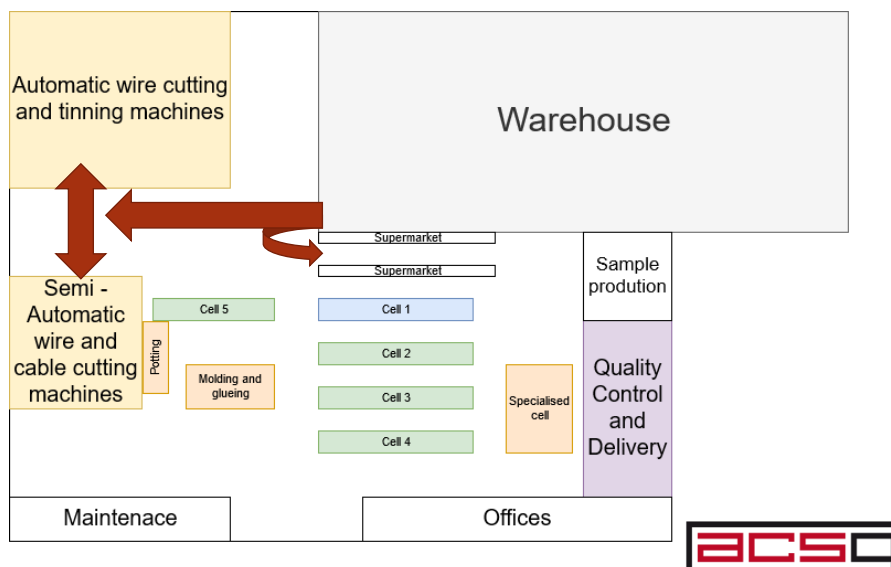 Automatic wire cutting
and tinning machines
Warehouse
Supermarket
Supermarket
Sample
prodution
Semi -
Automatic
wire and
cable cutting
machines
Cell 5
Cell 1
Potting
Cell 2
Molding and
glueing
Cell 3
Specialised
cell
Quality
Control
and
Delivery
Cell 4
Maintenace
Offices
acso